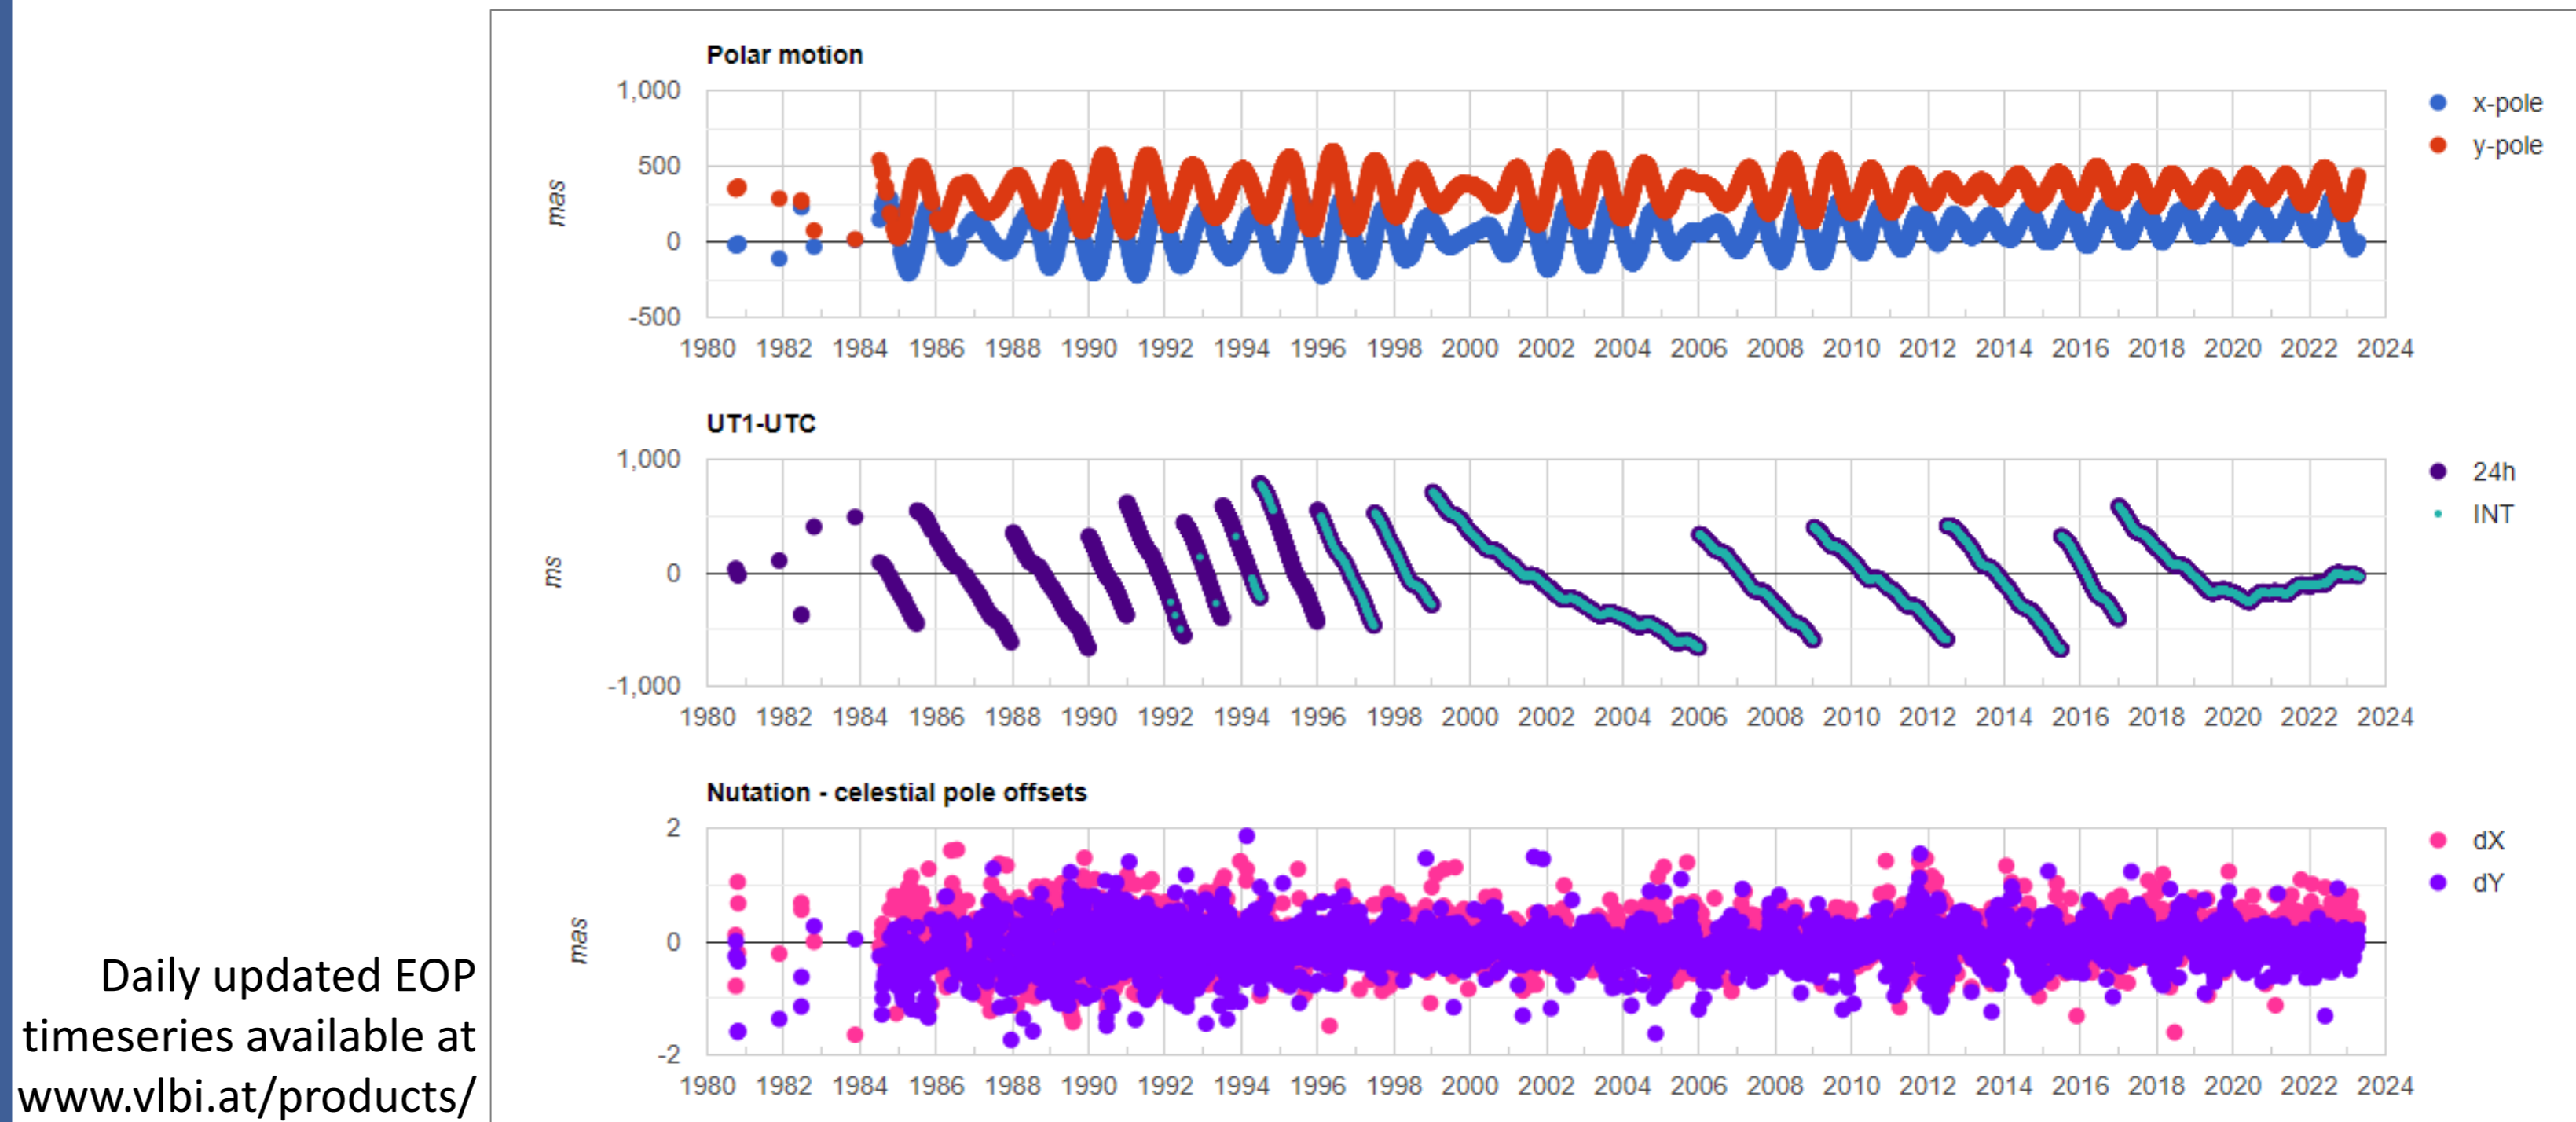 Polar motion
1,000
500
0
-500
mas
1980 1982 1984 1986 1988 1990 1992 1994 1996 1998 2000 2002 2004 2006 2008 2010 2012 2014 2016 2018 2020 2022 2024
x-pole
y-pole
UT1-UTC
1,000
0
-1,000
ms
1980 1982 1984 1986 1988 1990 1992 1994 1996 1998 2000 2002 2004 2006 2008 2010 2012 2014 2016 2018 2020 2022 2024
24h
INT
Nutation - celestial pole offsets
2
0
-2
mas
1980 1982 1984 1986 1988 1990 1992 1994 1996 1998 2000 2002 2004 2006 2008 2010 2012 2014 2016 2018 2020 2022 2024
dX
dY
Daily updated EOP
timeseries available at
www.vlbi.at/products/